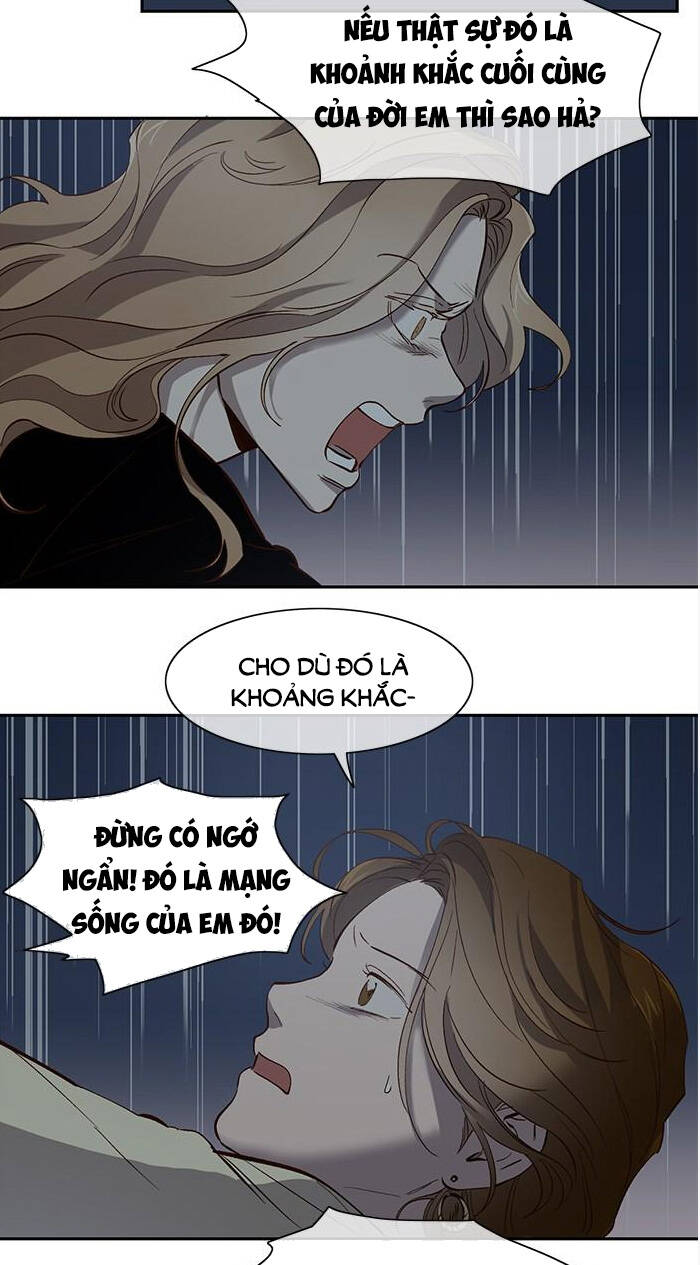 NẾU THẬT SỰ ĐÓ LÀ
KHOẢNH KHẮC CUỐI CÙNG
CỦA ĐỜI EM THÌ SAO HẢ?
CHO DÙ ĐÓ LÀ
KHOẢNG KHẮC-
ĐỪNG CÓ NGỚ
NGẨN! ĐÓ LÀ MẠNG
SỐNG CỦA EM ĐÓ!